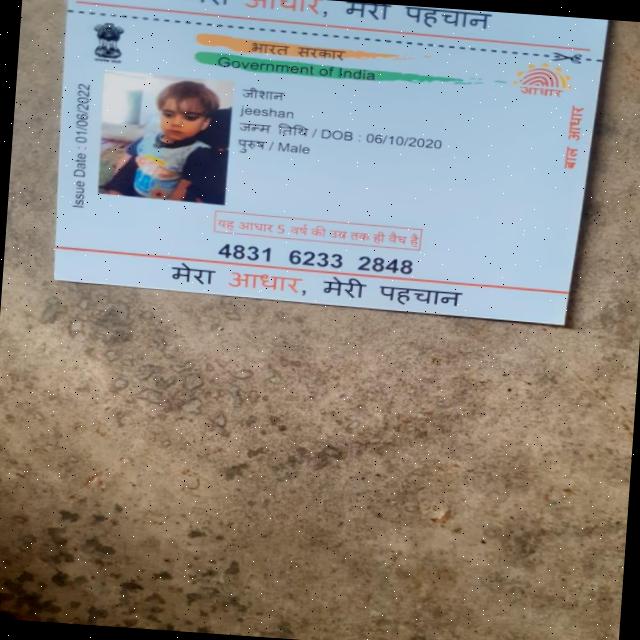 मेरा आधार, मेरी पहचान
भारत सरकार
Government of India
आधार
Issue Date : 01/06/2022
जीशान
jeeshan
जन्म तिथि / DOB : 06/10/2020
पुरुष / Male
बाल आधार
यह आधार 5 वर्ष की उम्र तक ही वैध है
4831 6233 2848
मेरा आधार, मेरी पहचान